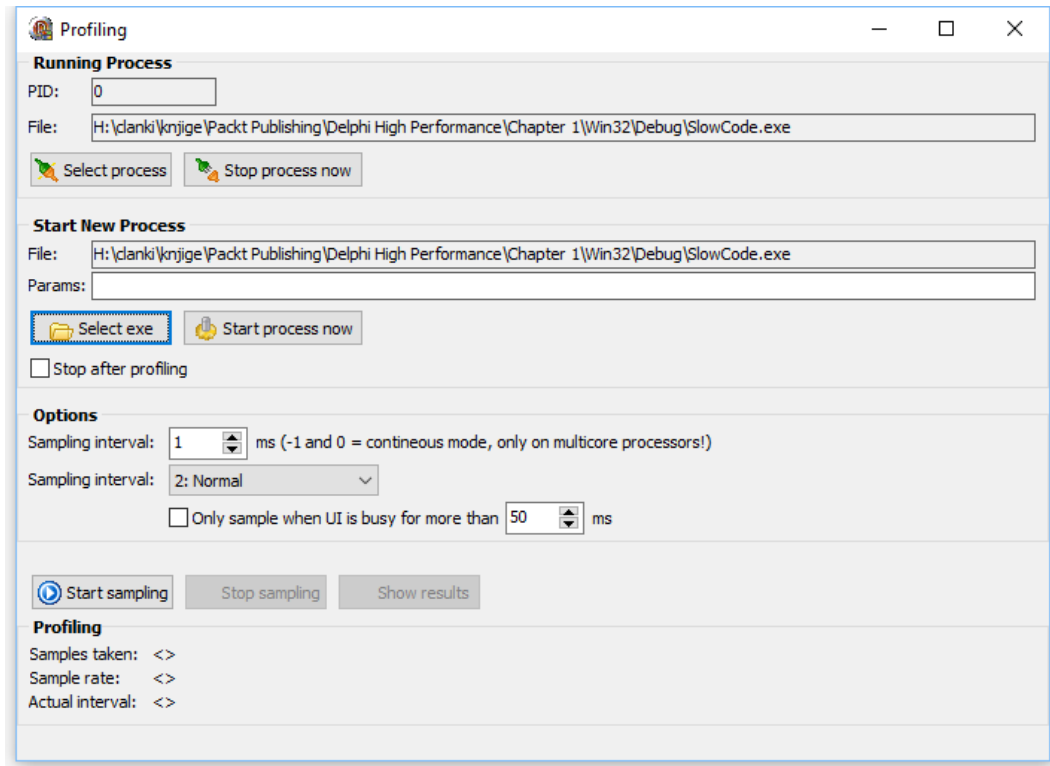 Profiling
Running Process
PID: 0
File: H:\clanki\knjige\Packt Publishing\Delphi High Performance\Chapter 1\Win32\Debug\SlowCode.exe
Select process Stop process now
Start New Process
File: H:\clanki\knjige\Packt Publishing\Delphi High Performance\Chapter 1\Win32\Debug\SlowCode.exe
Params:
Select exe Start process now
Stop after profiling
Options
Sampling interval: 1 ms (-1 and 0 = contineous mode, only on multicore processors!)
Sampling interval: 2: Normal
Only sample when UI is busy for more than 50 ms
Start sampling Stop sampling Show results
Profiling
Samples taken: <>
Sample rate: <>
Actual interval: <>